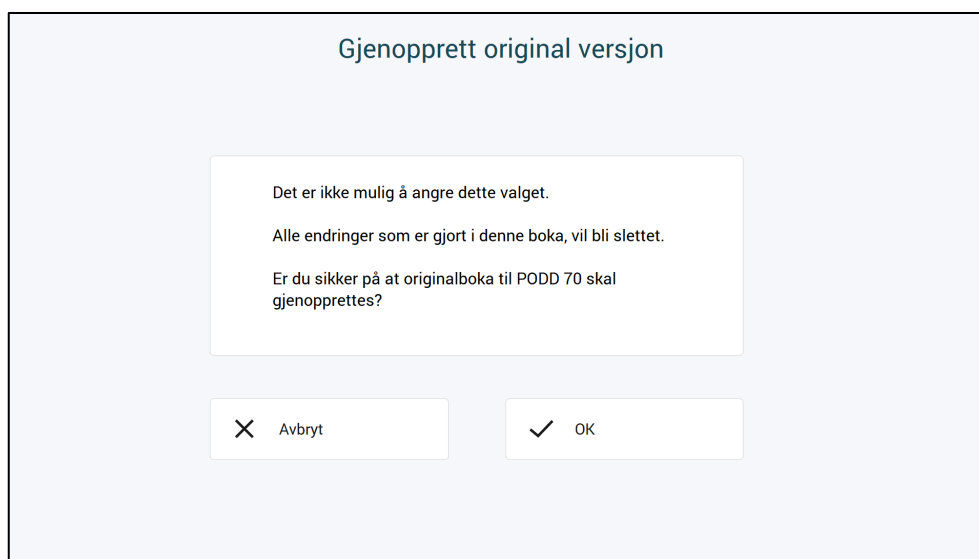 Gjenopprett original versjon
Det er ikke mulig å angre dette valget.
Alle endringer som er gjort i denne boka, vil bli slettet.
Er du sikker på at originalboka til PODD 70 skal
gjenopprettes?
Avbryt
OK